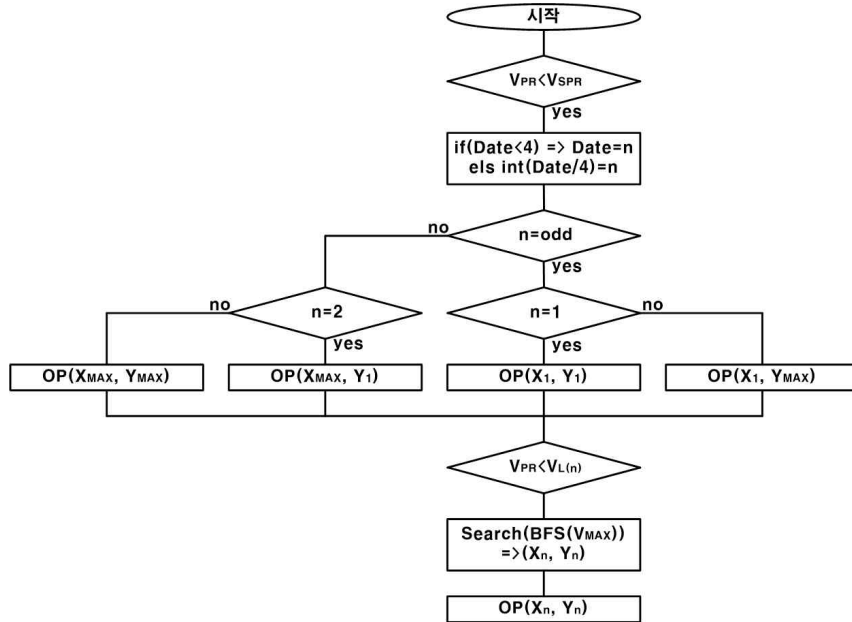 시작
VPR<VSPR
yes
if(Date<4) => Date=n
els int(Date/4)=n
no
n=odd
yes
no
n=2
yes
n=1
yes
no
OP(XMAX, YMAX)
OP(XMAX, Y1)
OP(X1, Y1)
OP(X1, YMAX)
VPR<VL(n)
Search(BFS(VMAX))
=>(Xn, Yn)
OP(Xn, Yn)